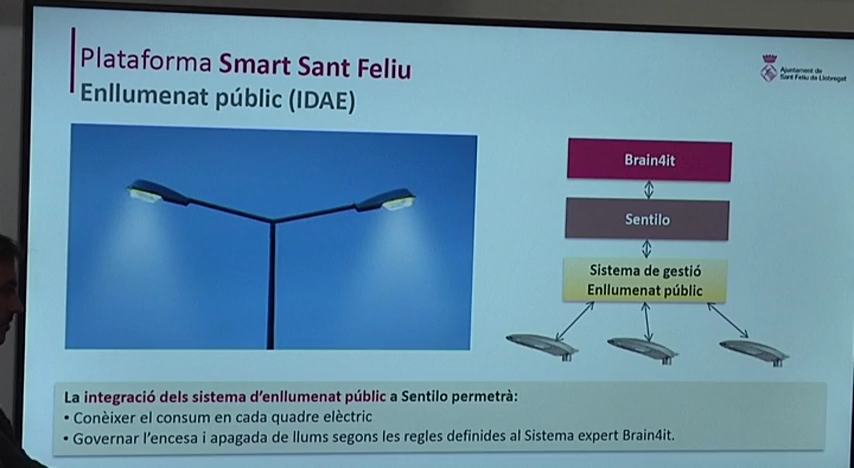 Plataforma Smart Sant Feliu
Enllumenat públic (IDAE)
Ajuntament de
Sant Feliu de Llobregat
Brain4it
Sentilo
Sistema de gestió
Enllumenat públic
La integració dels sistema d'enllumenat públic a Sentilo permetrà:
• Conèixer el consum en cada quadre elèctric
• Governar l'encesa i apagada de llums segons les regles definides al Sistema expert Brain4it.